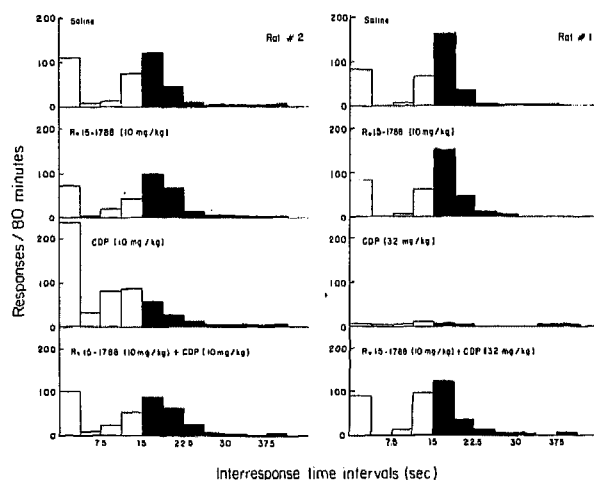 200
Saline
Rat # 2
100
0
200
Ro 15-1788 (10 mg/kg)
100
0
CDP (10 mg/kg)
200
100
0
200
Ro 15-1788 (10 mg/kg) + CDP (10 mg/kg)
100
0
7.5
15
22.5
30
37.5
200
Saline
Rat # 1
100
0
200
Ro 15-1788 (10 mg/kg)
100
0
200
CDP (32 mg/kg)
100
0
200
Ro 15-1788 (10 mg/kg) + CDP (32 mg/kg)
100
0
7.5
15
22.5
30
37.5
Responses / 80 minutes
Interresponse time intervals (sec)